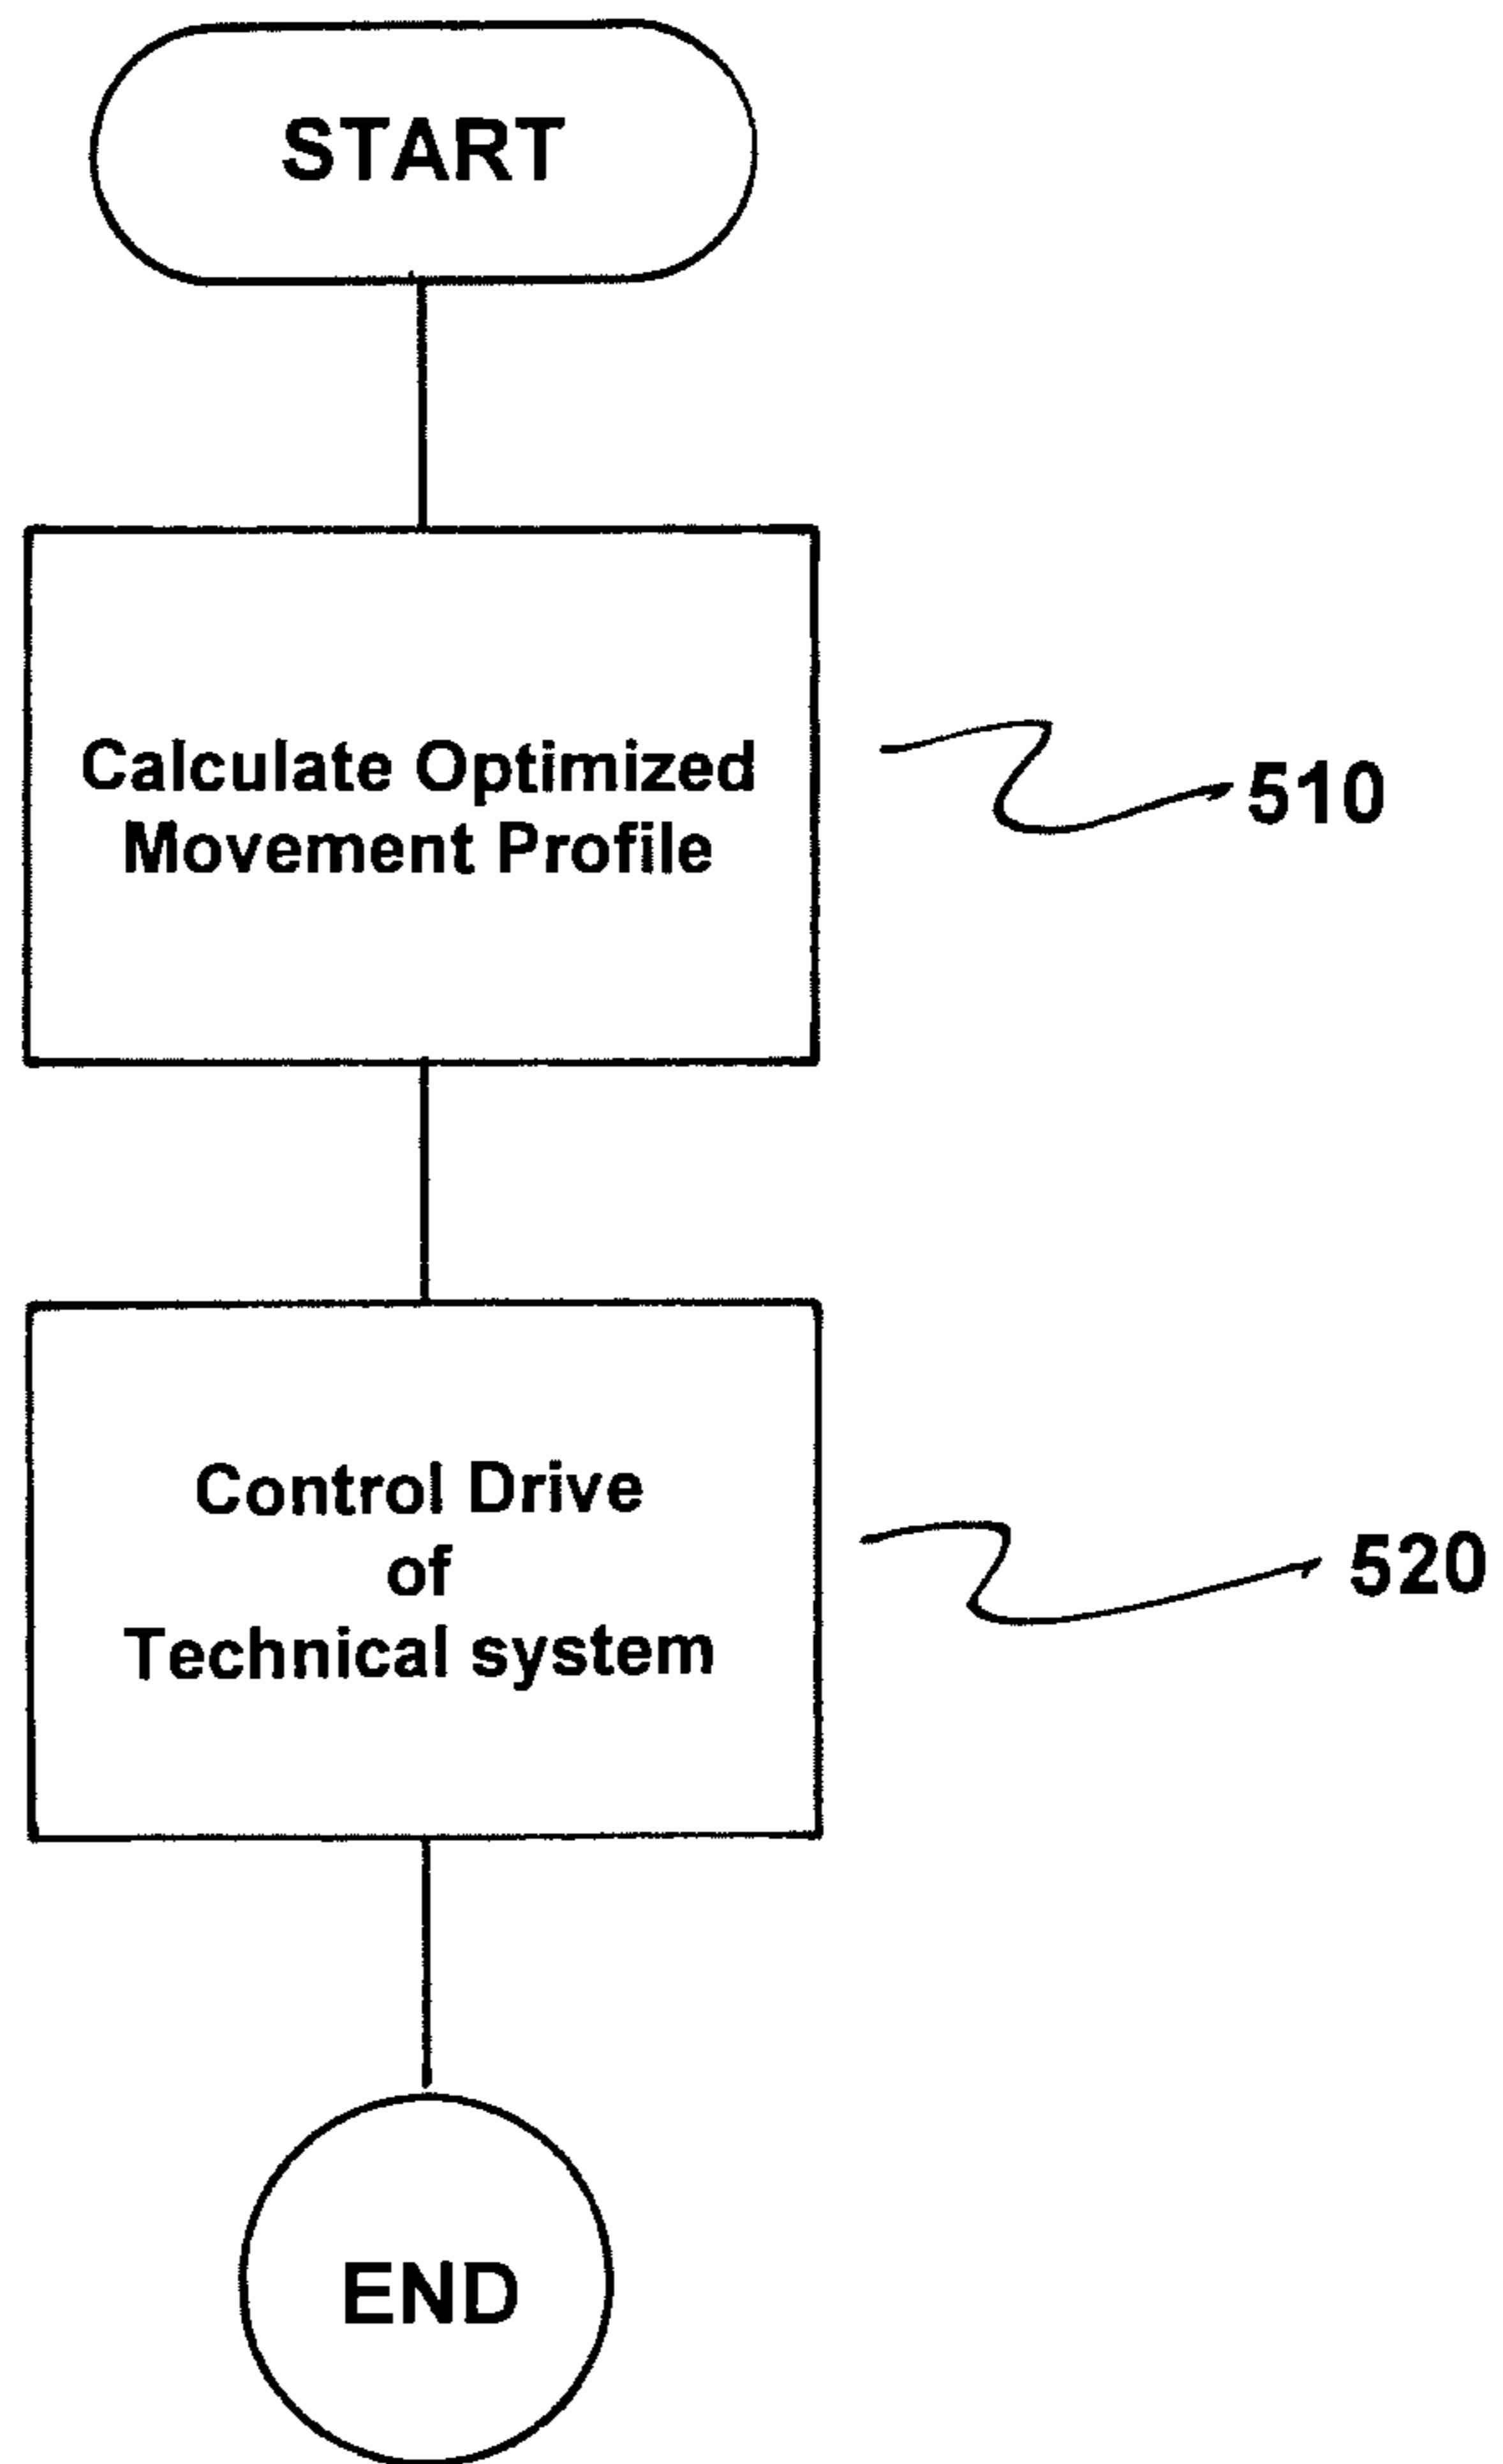 START
Calculate Optimized
Movement Profile
510
Control Drive
of
Technical system
520
END